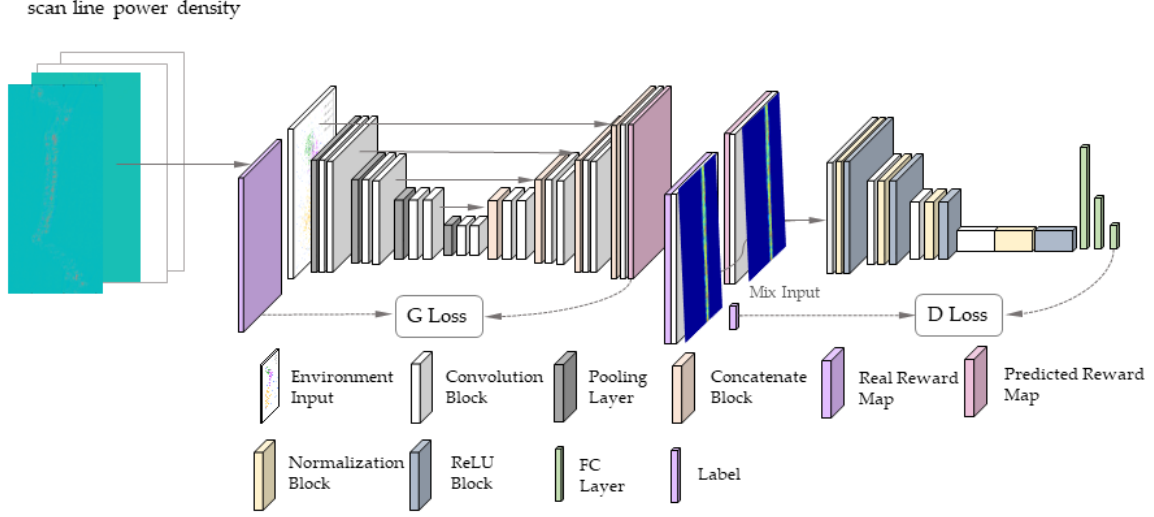 scan line power density
Mix Input
G Loss
D Loss
Environment
Input
Convolution
Block
Pooling
Layer
Concatenate
Block
Real Reward
Map
Predicted Reward
Map
Normalization
Block
ReLU
Block
FC
Layer
Label